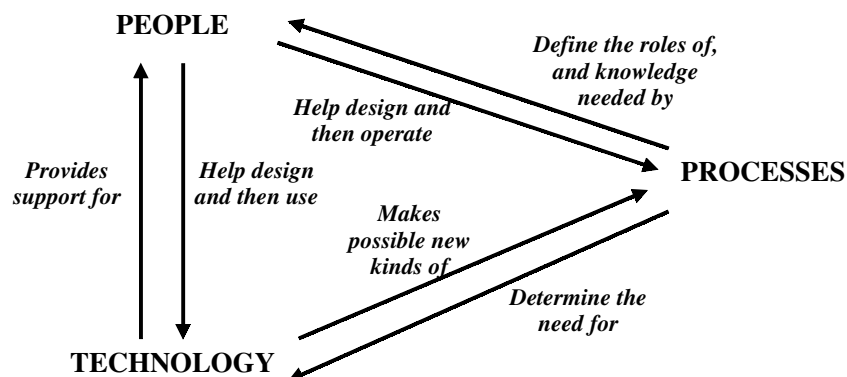 PEOPLE
Define the roles of,
and knowledge
needed by
Help design and
then operate
Provides
support for
Help design
and then use
PROCESSES
Makes
possible new
kinds of
Determine the
need for
TECHNOLOGY